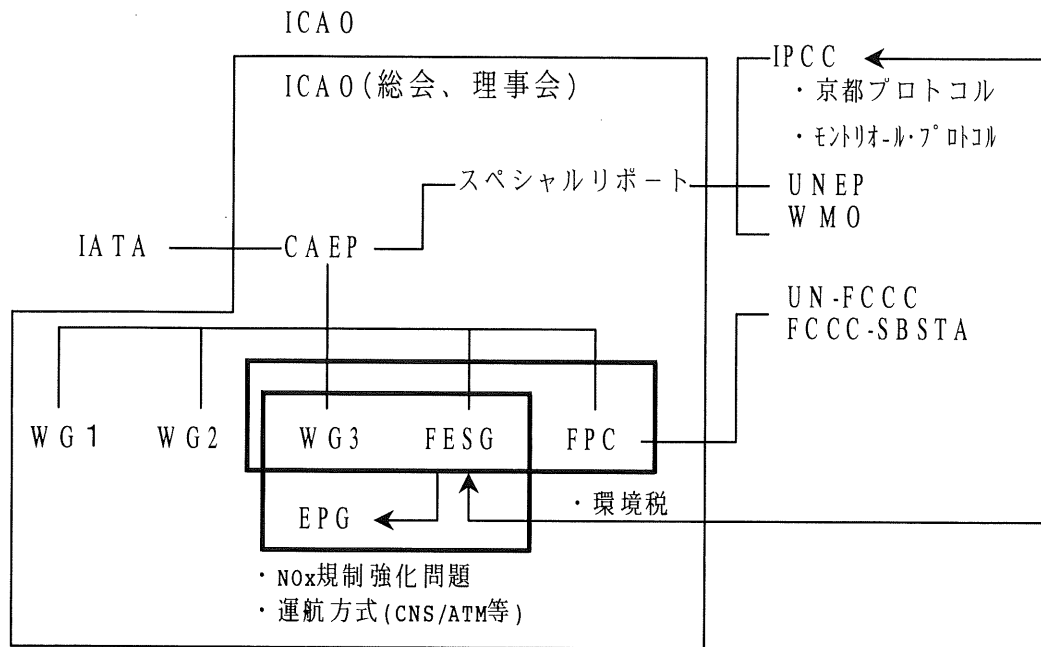 ICAO
ICAO(総会、理事会)
IPCC
・京都プロトコル
・モントリオール・プロトコル
スペシャルリポート
UNEP
WMO
IATA
CAEP
UN-FCCC
FCCC-SBSTA
WG1
WG2
WG3
FESG
FPC
EPG
・環境税
・NOx規制強化問題
・運航方式(CNS/ATM等)